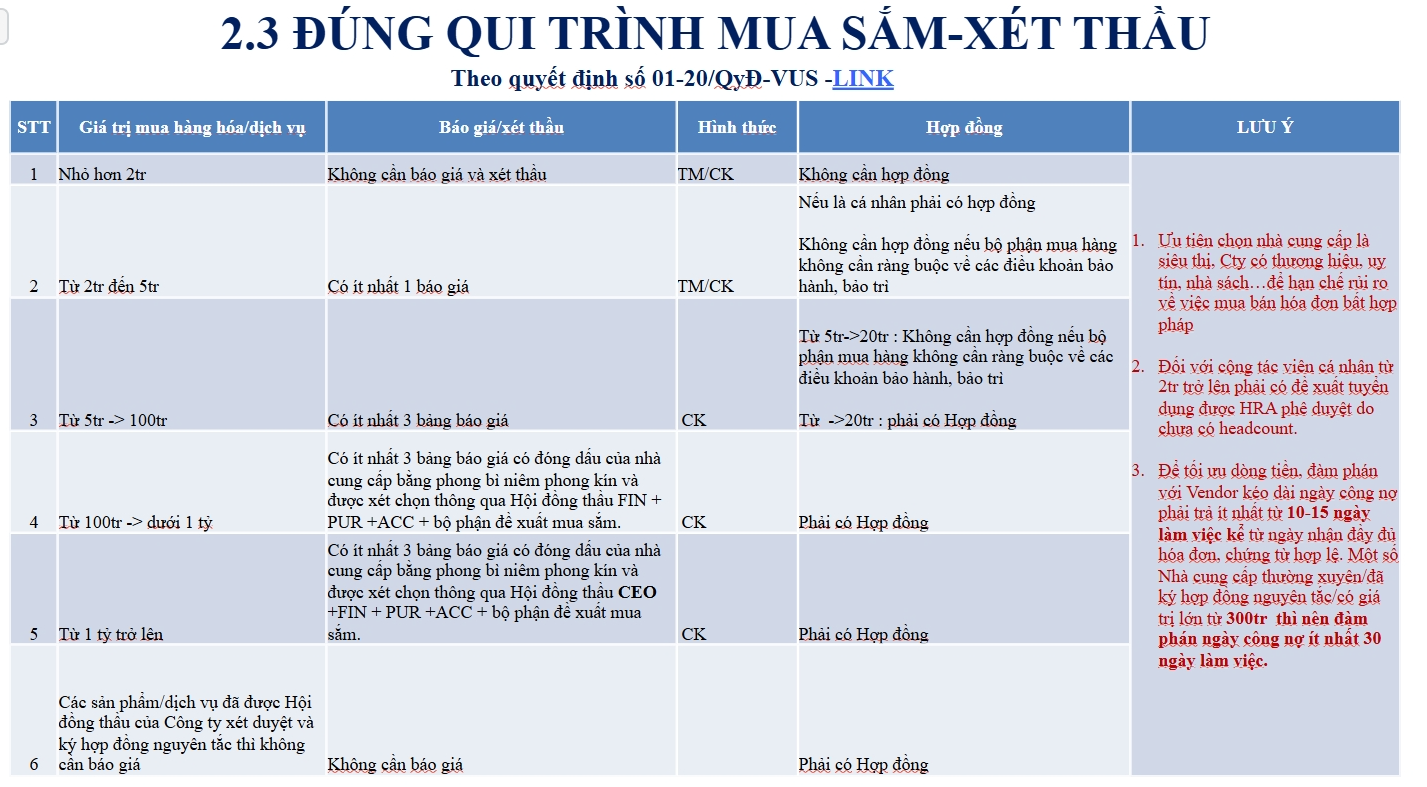 2.3 ĐÚNG QUI TRÌNH MUA SẮM-XÉT THẦU
Theo quyết định số 01-20/QyĐ-VUS -LINK
STT
Giá trị mua hàng hóa/dịch vụ
Báo giá/xét thầu
Hình thức
Hợp đồng
LƯU Ý
1
Nhỏ hơn 2tr
Không cần báo giá và xét thầu
TM/CK
Không cần hợp đồng
2
Từ 2tr đến 5tr
Có ít nhất 1 báo giá
TM/CK
Nếu là cá nhân phải có hợp đồng
Không cần hợp đồng nếu bộ phận mua hàng
không cần ràng buộc về các điều khoản bảo
hành, bảo trì
3
Từ 5tr -> 100tr
Có ít nhất 3 bảng báo giá
CK
Từ 5tr->20tr : Không cần hợp đồng nếu bộ
phận mua hàng không cần ràng buộc về các
điều khoản bảo hành, bảo trì
Từ ->20tr : phải có Hợp đồng
4
Từ 100tr -> dưới 1 tỷ
Có ít nhất 3 bảng báo giá có đóng dấu của nhà
cung cấp bằng phong bì niêm phong kín và
được xét chọn thông qua Hội đồng thầu FIN +
PUR +ACC + bộ phận đề xuất mua sắm.
CK
Phải có Hợp đồng
5
Từ 1 tỷ trở lên
Có ít nhất 3 bảng báo giá có đóng dấu của nhà
cung cấp bằng phong bì niêm phong kín và
được xét chọn thông qua Hội đồng thầu CEO
+FIN + PUR +ACC + bộ phận đề xuất mua
sắm.
CK
Phải có Hợp đồng
6
Các sản phẩm/dịch vụ đã được Hội
đồng thầu của Công ty xét duyệt và
ký hợp đồng nguyên tắc thì không
cần báo giá
Không cần báo giá
Phải có Hợp đồng
1. Ưu tiên chọn nhà cung cấp là
siêu thị, Cty có thương hiệu, uy
tín, nhà sách…để hạn chế rủi ro
về việc mua bán hóa đơn bất hợp
pháp
2. Đối với cộng tác viên cá nhân từ
2tr trở lên phải có đề xuất tuyển
dụng được HRA phê duyệt do
chưa có headcount.
3. Để tối ưu dòng tiền, đàm phán
với Vendor kéo dài ngày công nợ
phải trả ít nhất từ 10-15 ngày
làm việc kể từ ngày nhận đầy đủ
hóa đơn, chứng từ hợp lệ. Một số
Nhà cung cấp thường xuyên/đã
ký hợp đồng nguyên tắc/có giá
trị lớn từ 300tr thì nên đàm
phán ngày công nợ ít nhất 30
ngày làm việc.